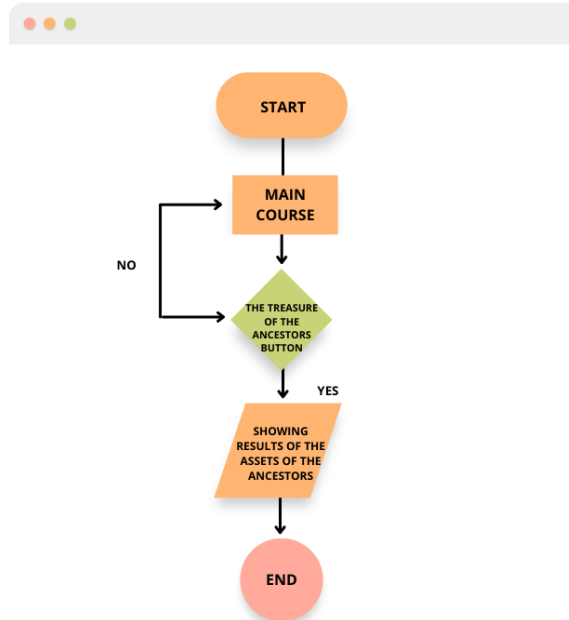 START
MAIN
COURSE
NO
THE TREASURE
OF THE
ANCESTORS
BUTTON
YES
SHOWING
RESULTS OF THE
ASSETS OF THE
ANCESTORS
END